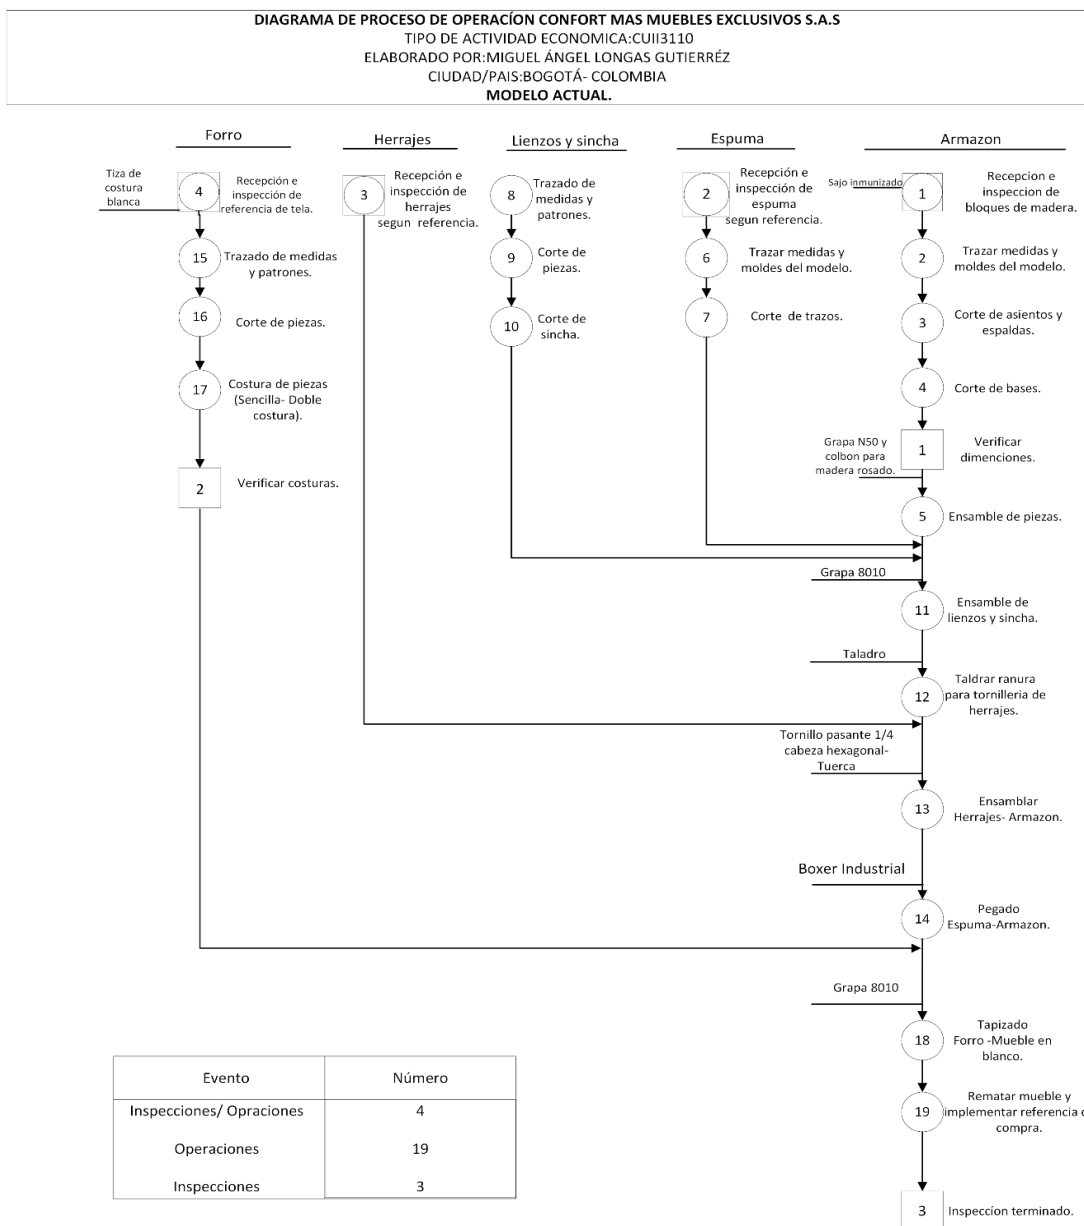 DIAGRAMA DE PROCESO DE OPERACÍON CONFORT MAS MUEBLES EXCLUSIVOS S.A.S
TIPO DE ACTIVIDAD ECONOMICA:CUII3110
ELABORADO POR:MIGUEL ÁNGEL LONGAS GUTIERRÉZ
CIUDAD/PAIS:BOGOTÁ- COLOMBIA
MODELO ACTUAL.
Forro
Tiza de
costura
blanca
4
Recepción e
inspección de
referencia de tela.
15
Trazado de medidas
y patrones.
16
Corte de piezas.
17
Costura de piezas
(Sencilla- Doble
costura).
2
Verificar costuras.
Herrajes
3
Recepción e
inspección de
herrajes
segun referencia.
Lienzos y sincha
8
Trazado de
medidas y
patrones.
9
Corte de
piezas.
10
Corte de
sincha.
Espuma
2
Recepción e
inspección de
espuma
segun referencia.
6
Trazar medidas y
moldes del modelo.
7
Corte de trazos.
Armazon
Sajo inmunizado
1
Recepcion e
inspeccion de
bloques de madera.
2
Trazar medidas y
moldes del modelo.
3
Corte de asientos y
espaldas.
4
Corte de bases.
1
Verificar
dimenciones.
Grapa N50 y
colbon para
madera rosado.
5
Ensamble de piezas.
Grapa 8010
11
Ensamble de
lienzos y sincha.
Taladro
12
Taldrar ranura
para tornilleria de
herrajes.
Tornillo pasante 1/4
cabeza hexagonal-
Tuerca
13
Ensamblar
Herrajes- Armazon.
Boxer Industrial
14
Pegado
Espuma-Armazon.
Grapa 8010
18
Tapizado
Forro -Mueble en
blanco.
19
Rematar mueble y
implementar referencia
compra.
3
Inspeccíon terminado.
Evento Número
Inspecciones/ Opraciones 4
Operaciones 19
Inspecciones 3